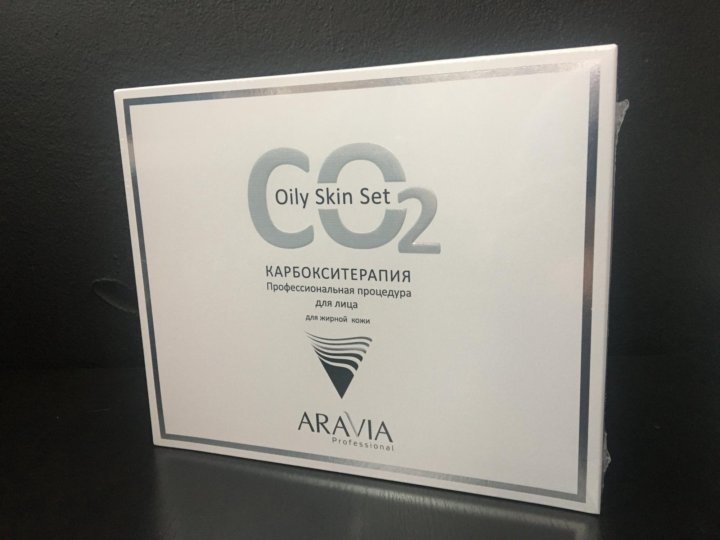 CO2
Oily Skin Set
КАРБОКСИТЕРАПИЯ
Профессиональная процедура
для лица
для жирной кожи
ARAVIA
Professional